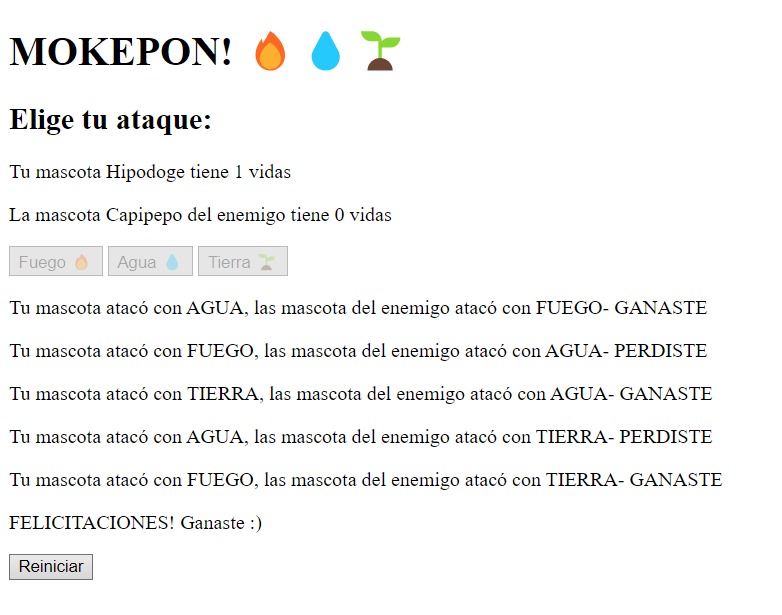 MOKEPON! 🔥 💧 🌱
Elige tu ataque:
Tu mascota Hipodoge tiene 1 vidas
La mascota Capipepo del enemigo tiene 0 vidas
Fuego 🔥 Agua 💧 Tierra 🌱
Tu mascota atacó con AGUA, las mascota del enemigo atacó con FUEGO- GANASTE
Tu mascota atacó con FUEGO, las mascota del enemigo atacó con AGUA- PERDISTE
Tu mascota atacó con TIERRA, las mascota del enemigo atacó con AGUA- GANASTE
Tu mascota atacó con AGUA, las mascota del enemigo atacó con TIERRA- PERDISTE
Tu mascota atacó con FUEGO, las mascota del enemigo atacó con TIERRA- GANASTE
FELICITACIONES! Ganaste :)
Reiniciar